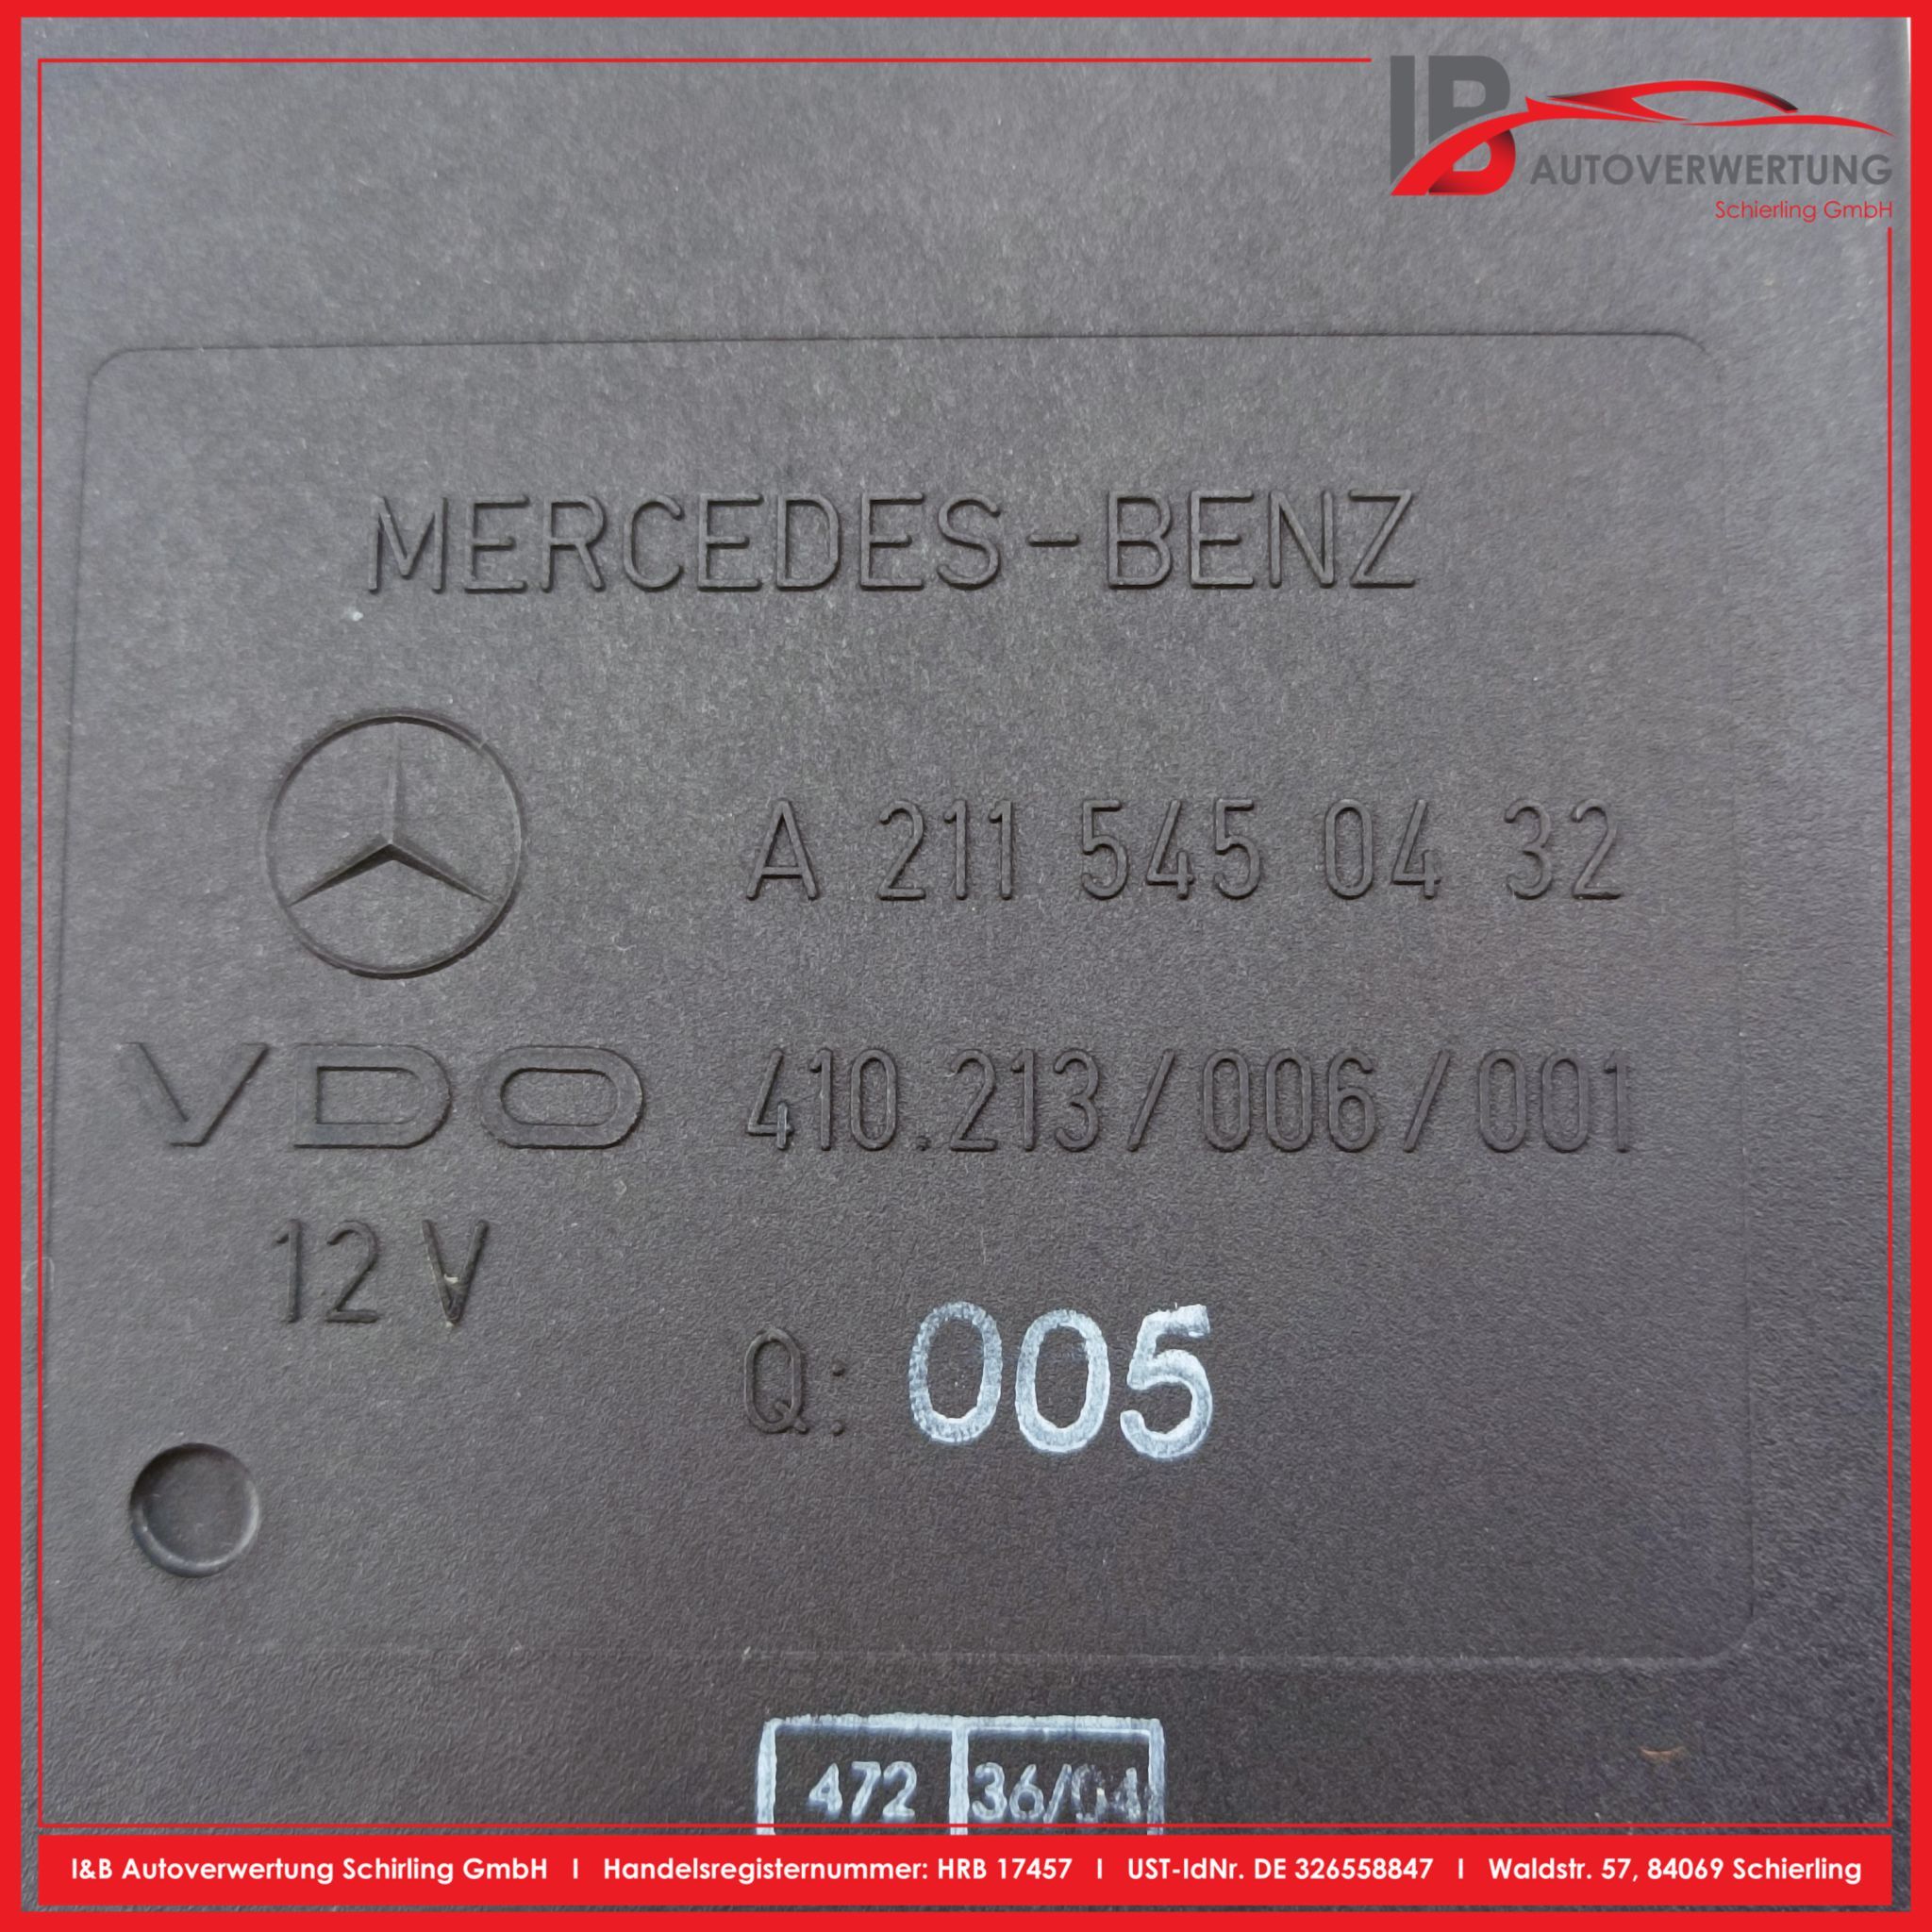 IB
AUTOVERWERTUNG
Schierling GmbH
MERCEDES-BENZ
A 211 545 04 32
VDO 410.213/006/001
12 V
Q: 005
472 36/04
I&B Autoverwertung Schirling GmbH I Handelsregisternummer: HRB 17457 I UST-IdNr. DE 326558847 I Waldstr. 57, 84069 Schierling